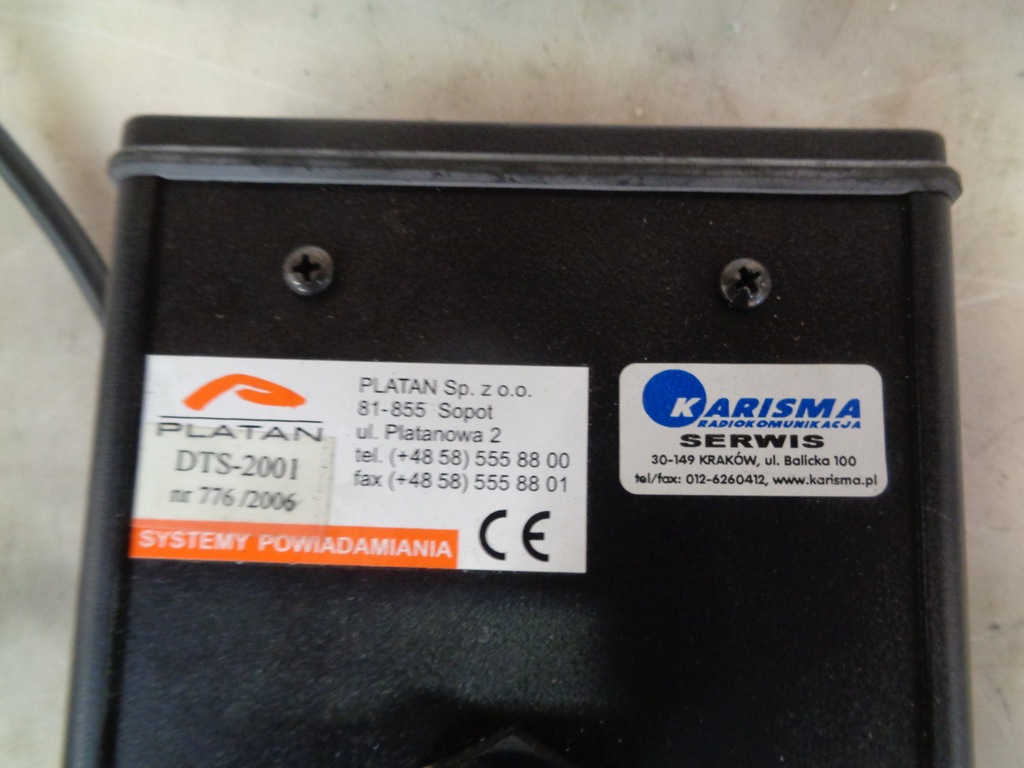 PLATAN
DTS-2001
nr 776/2006
PLATAN Sp. z o.o.
81-855 Sopot
ul. Platanowa 2
tel. (+48 58) 555 88 00
fax (+48 58) 555 88 01
SYSTEMY POWIADAMIANIA
CE
KARISMA
RADIOKOMUNIKACJA
SERWIS
30-149 KRAKÓW, ul. Balicka 100
tel/fax: 012-6260412, www.karisma.pl